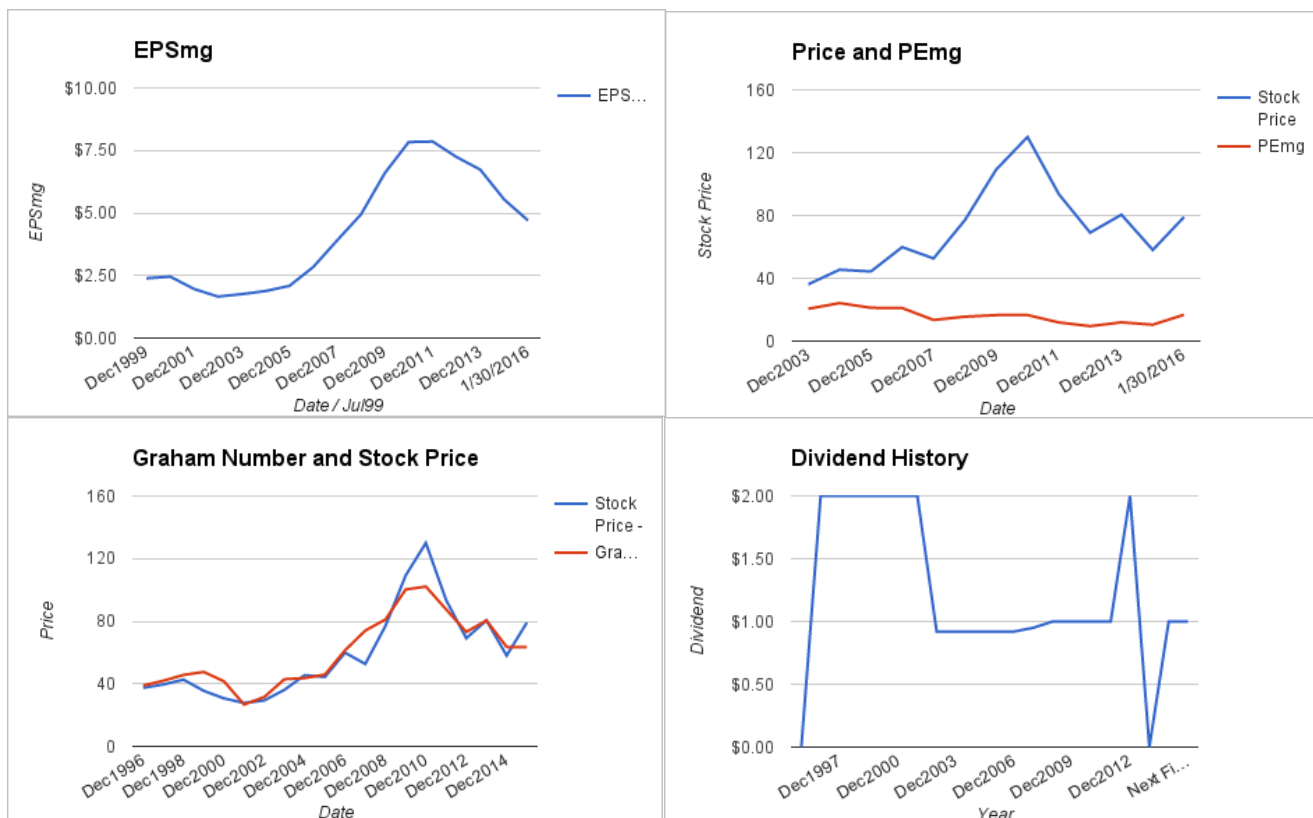 EPSmg
$10.00
$7.50
$5.00
$2.50
$0.00
EPSmg
EPS...
Dec1999
Dec2001
Dec2003
Dec2005
Dec2007
Dec2009
Dec2011
Dec2013
1/30/2016
Date / Jul99
Price and PEmg
160
120
80
40
0
Stock Price
Stock
Price
PEmg
Dec2003
Dec2005
Dec2007
Dec2009
Dec2011
Dec2013
1/30/2016
Date
Graham Number and Stock Price
160
120
80
40
0
Price
Stock
Price -
Gra...
Dec1996
Dec1998
Dec2000
Dec2002
Dec2004
Dec2006
Dec2008
Dec2010
Dec2012
Dec2014
Date
Dividend History
$2.00
$1.50
$1.00
$0.50
$0.00
Dividend
Dec1997
Dec2000
Dec2003
Dec2006
Dec2009
Dec2012
Next Fi...
Year